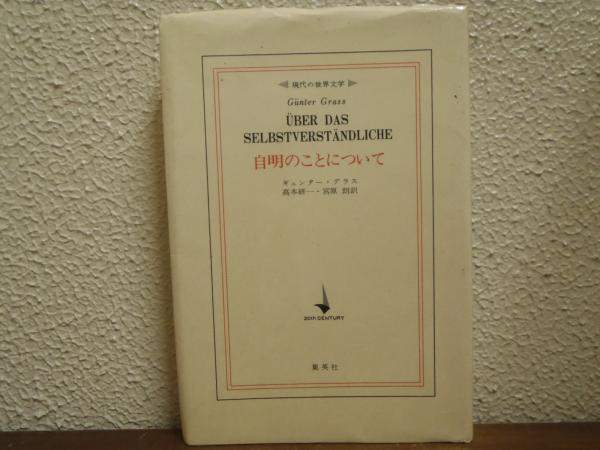 現代の世界文学
Günter Grass
ÜBER DAS
SELBSTVERSTÄNDLICHE
自明のことについて
ギュンター・グラス
高本研一・宮原 朗訳
20th CENTURY
集英社